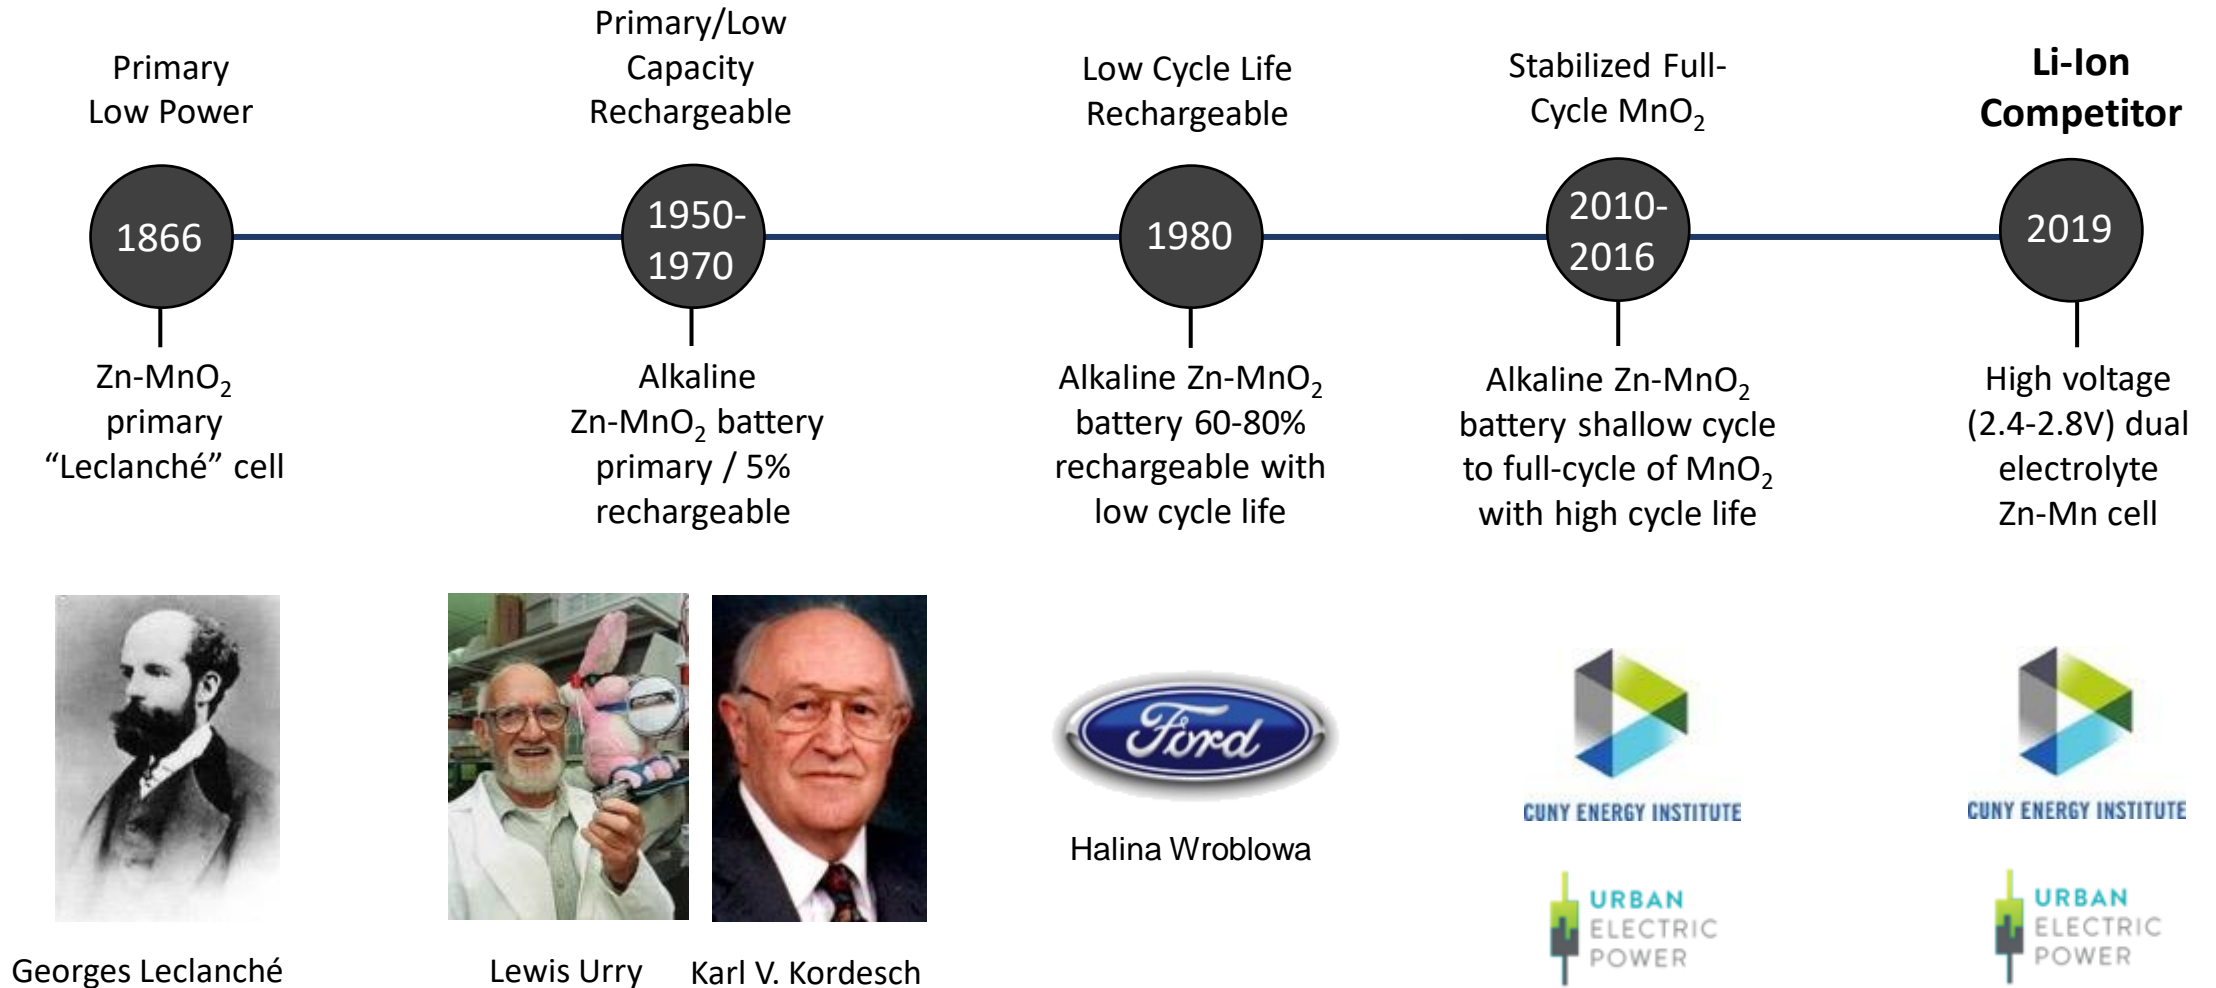 Primary
Low Power
Primary/Low
Capacity
Rechargeable
Low Cycle Life
Rechargeable
Stabilized Full-
Cycle MnO₂
Li-Ion
Competitor
1866
1950-
1970
1980
2010-
2016
2019
Zn-MnO₂
primary
“Leclanché” cell
Alkaline
Zn-MnO₂ battery
primary / 5%
rechargeable
Alkaline Zn-MnO₂
battery 60-80%
rechargeable with
low cycle life
Alkaline Zn-MnO₂
battery shallow cycle
to full-cycle of MnO₂
with high cycle life
High voltage
(2.4-2.8V) dual
electrolyte
Zn-Mn cell
Georges Leclanché
Lewis Urry
Karl V. Kordesch
Ford
Halina Wroblowa
CUNY ENERGY INSTITUTE
URBAN
ELECTRIC
POWER
CUNY ENERGY INSTITUTE
URBAN
ELECTRIC
POWER